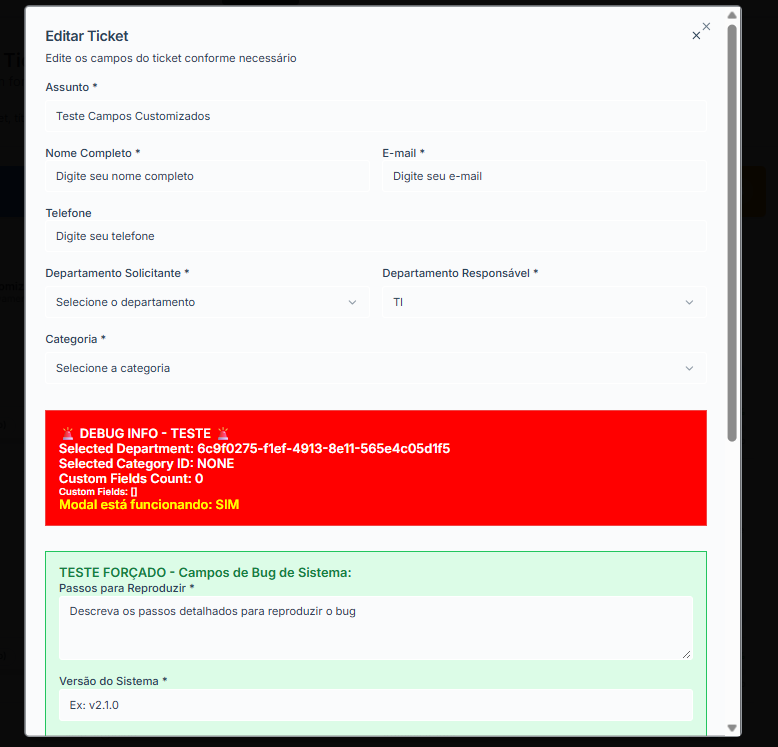 Editar Ticket
Edite os campos do ticket conforme necessário
Assunto *
Teste Campos Customizados
Nome Completo *
E-mail *
Digite seu nome completo
Digite seu e-mail
Telefone
Digite seu telefone
Departamento Solicitante *
Departamento Responsável *
Selecione o departamento
TI
Categoria *
Selecione a categoria
🚨 DEBUG INFO - TESTE 🚨
Selected Department: 6c9f0275-f1ef-4913-8e11-565e4c05d1f5
Selected Category ID: NONE
Custom Fields Count: 0
Custom Fields: []
Modal está funcionando: SIM
TESTE FORÇADO - Campos de Bug de Sistema:
Passos para Reproduzir *
Descreva os passos detalhados para reproduzir o bug
Versão do Sistema *
Ex: v2.1.0